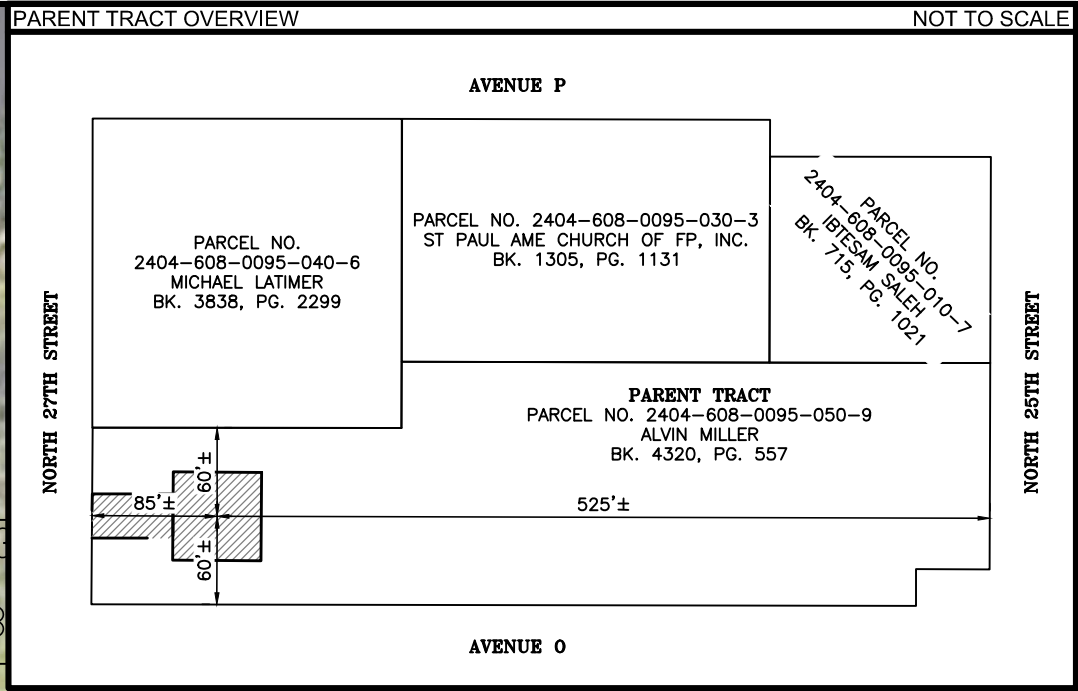 PARENT TRACT OVERVIEW
NOT TO SCALE
AVENUE P
PARCEL NO.
2404-608-0095-040-6
MICHAEL LATIMER
BK. 3838, PG. 2299
PARCEL NO. 2404-608-0095-030-3
ST PAUL AME CHURCH OF FP, INC.
BK. 1305, PG. 1131
PARCEL NO.
2404-608-0095-010-7
IBTESAM SALEH
BK. 715, PG. 1021
NORTH 27TH STREET
NORTH 25TH STREET
PARENT TRACT
PARCEL NO. 2404-608-0095-050-9
ALVIN MILLER
BK. 4320, PG. 557
60'±
85'±
525'±
60'±
AVENUE O